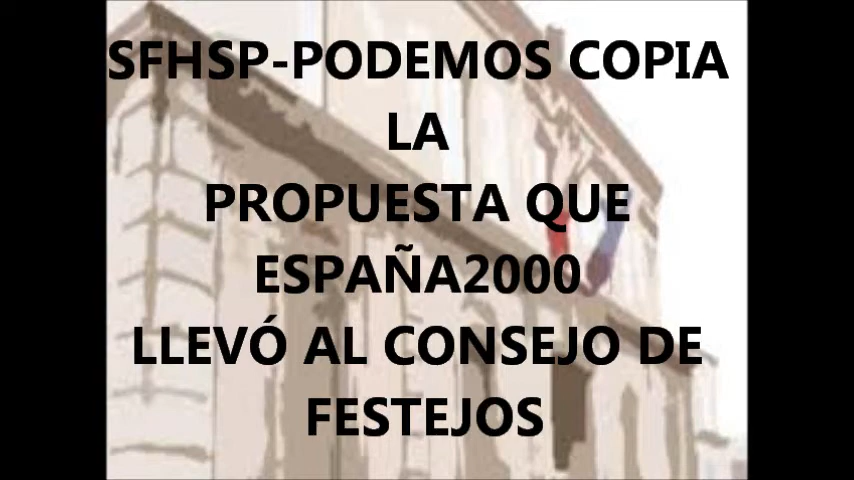 SFHSP-PODEMOS COPIA
LA
PROPUESTA QUE
ESPAÑA2000
LLEVÓ AL CONSEJO DE
FESTEJOS